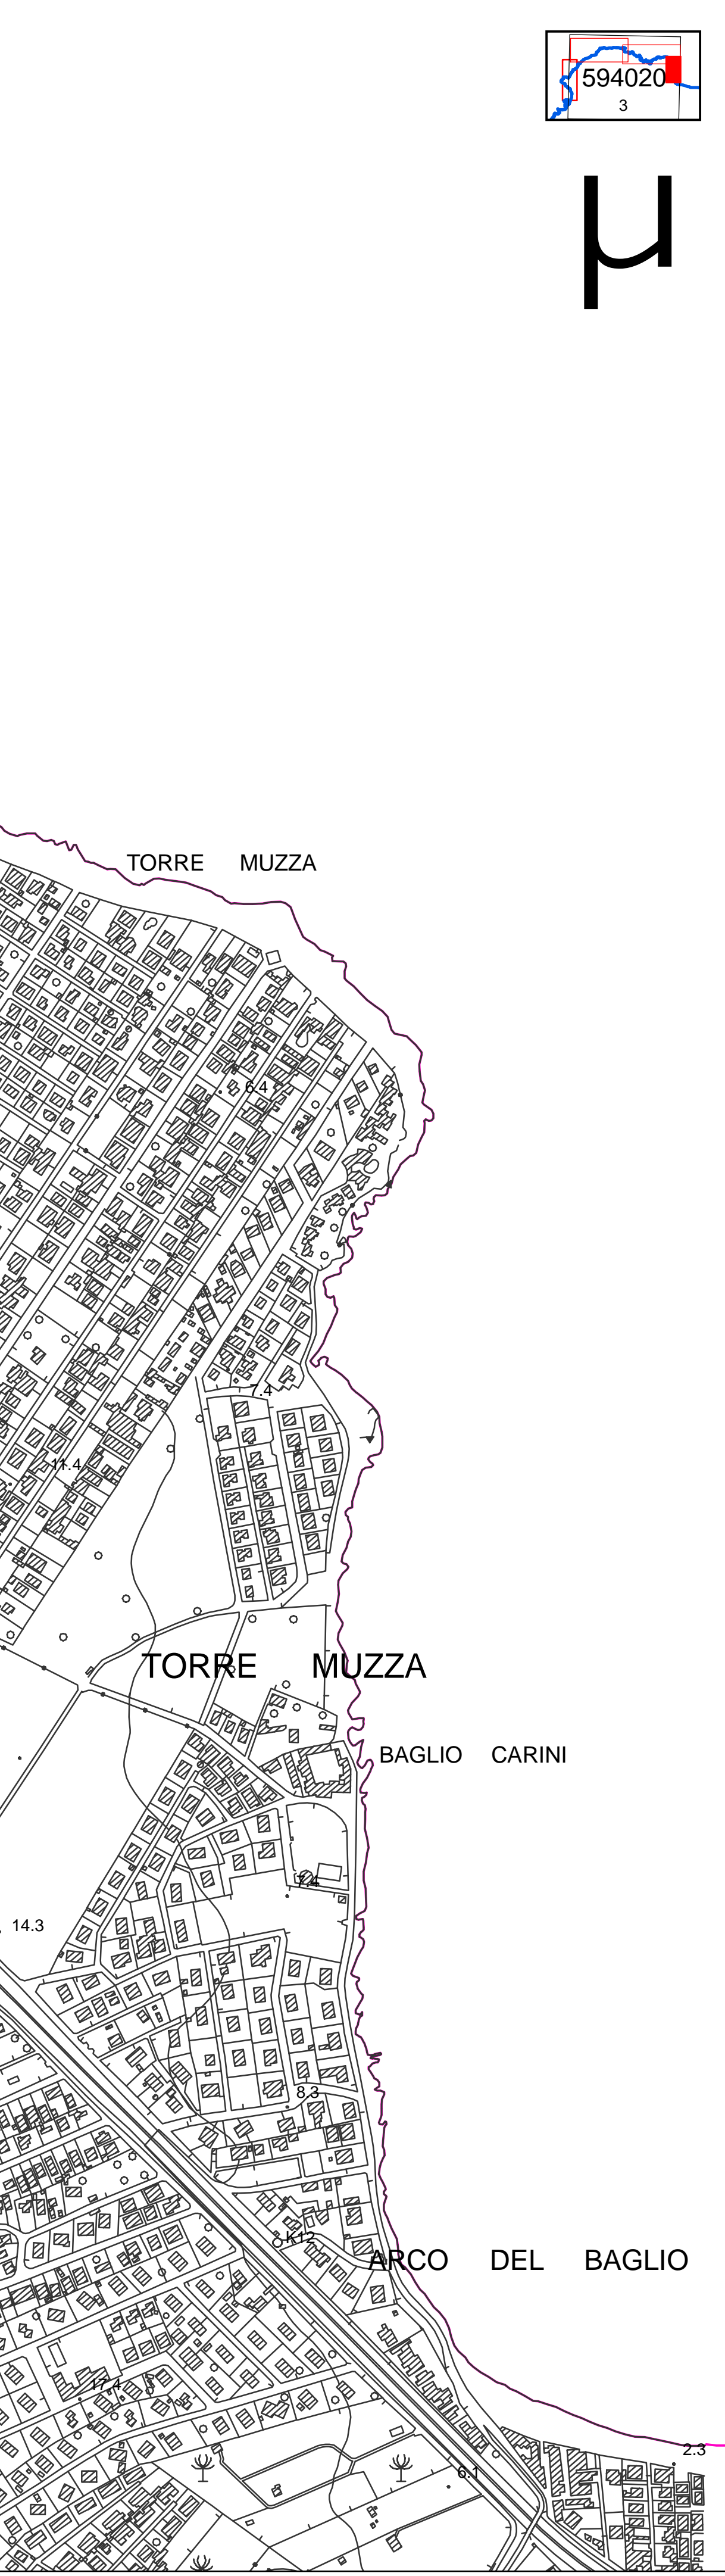 594020
3
µ
TORRE MUZZA
6.4
7.4
11.4
TORRE MUZZA
BAGLIO CARINI
7.4
14.3
8.3
K12
ARCO DEL BAGLIO
17.4
2.3
6.1